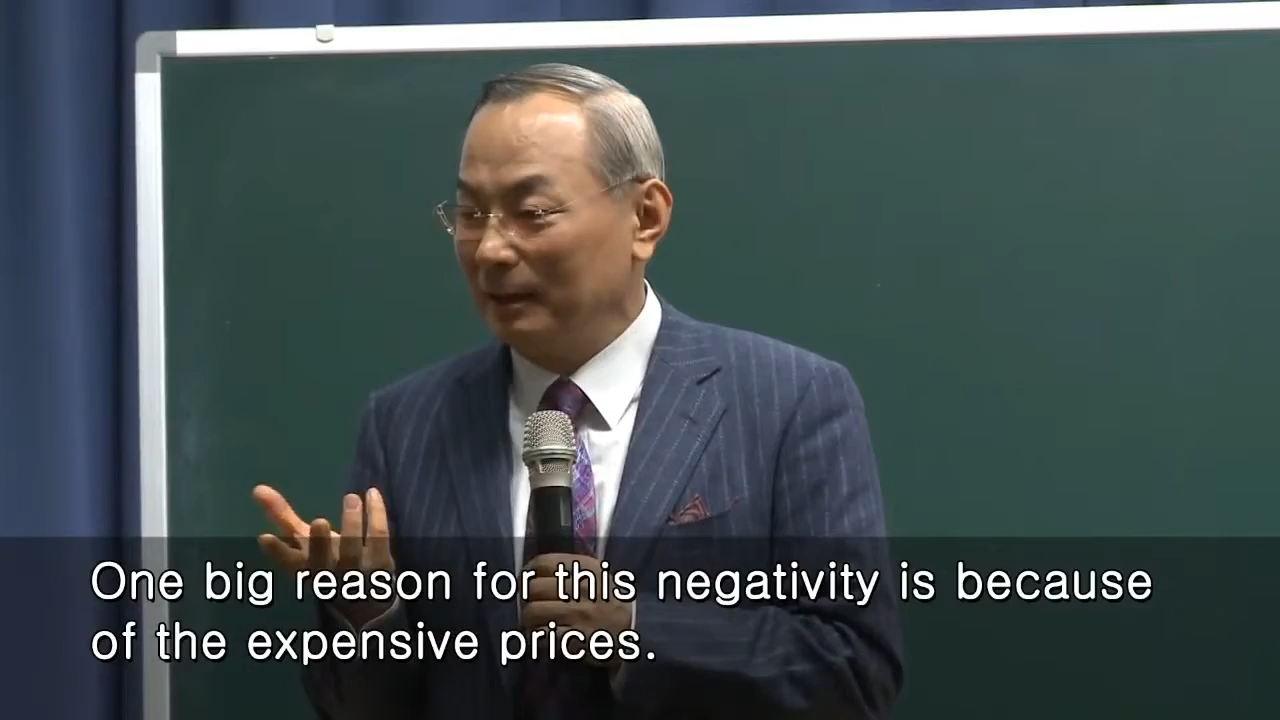 One big reason for this negativity is because
of the expensive prices.